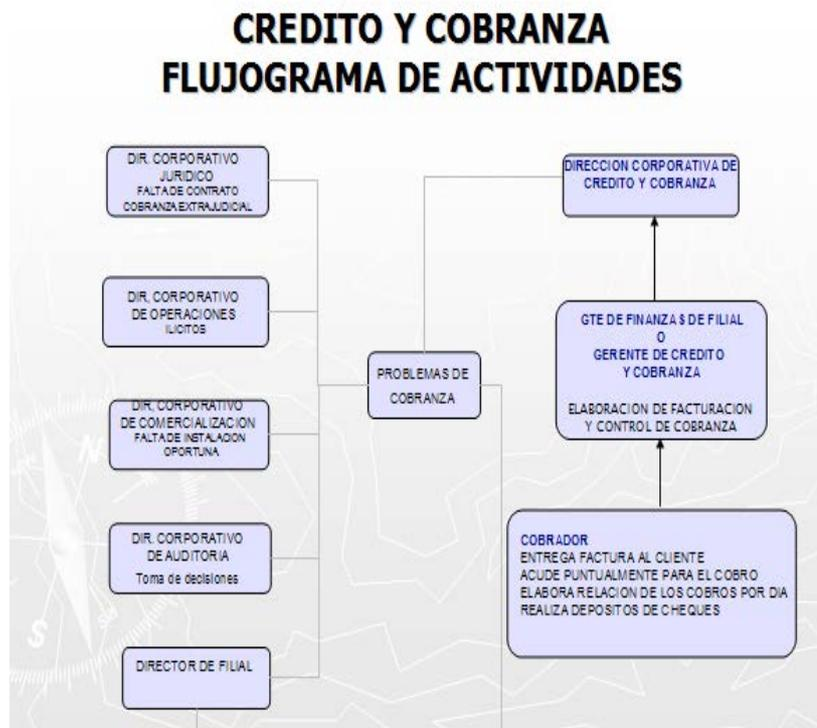 CREDITO Y COBRANZA
FLUJOGRAMA DE ACTIVIDADES
DIR. CORPORATIVO
JURIDICO
FALTA DE CONTRATO
COBRANZA EXTRAJUDICIAL
DIRECCION CORPORATIVA DE
CREDITO Y COBRANZA
DIR, CORPORATIVO
DE OPERACIONES
ILICITOS
GTE DE FINANZAS DE FILIAL
O
GERENTE DE CREDITO
Y COBRANZA
ELABORACION DE FACTURACION
Y CONTROL DE COBRANZA
PROBLEMAS DE
COBRANZA
DIR, CORPORATIVO
DE COMERCIALIZACION
FALTA DE INSTALACION
OPORTUNA
DIR. CORPORATIVO
DE AUDITORIA
Toma de decisiones
COBRADOR
ENTREGA FACTURA AL CLIENTE
ACUDE PUNTUALMENTE PARA EL COBRO
ELABORA RELACION DE LOS COBROS POR DIA
REALIZA DEPOSITOS DE CHEQUES
DIRECTOR DE FILIAL
N
S